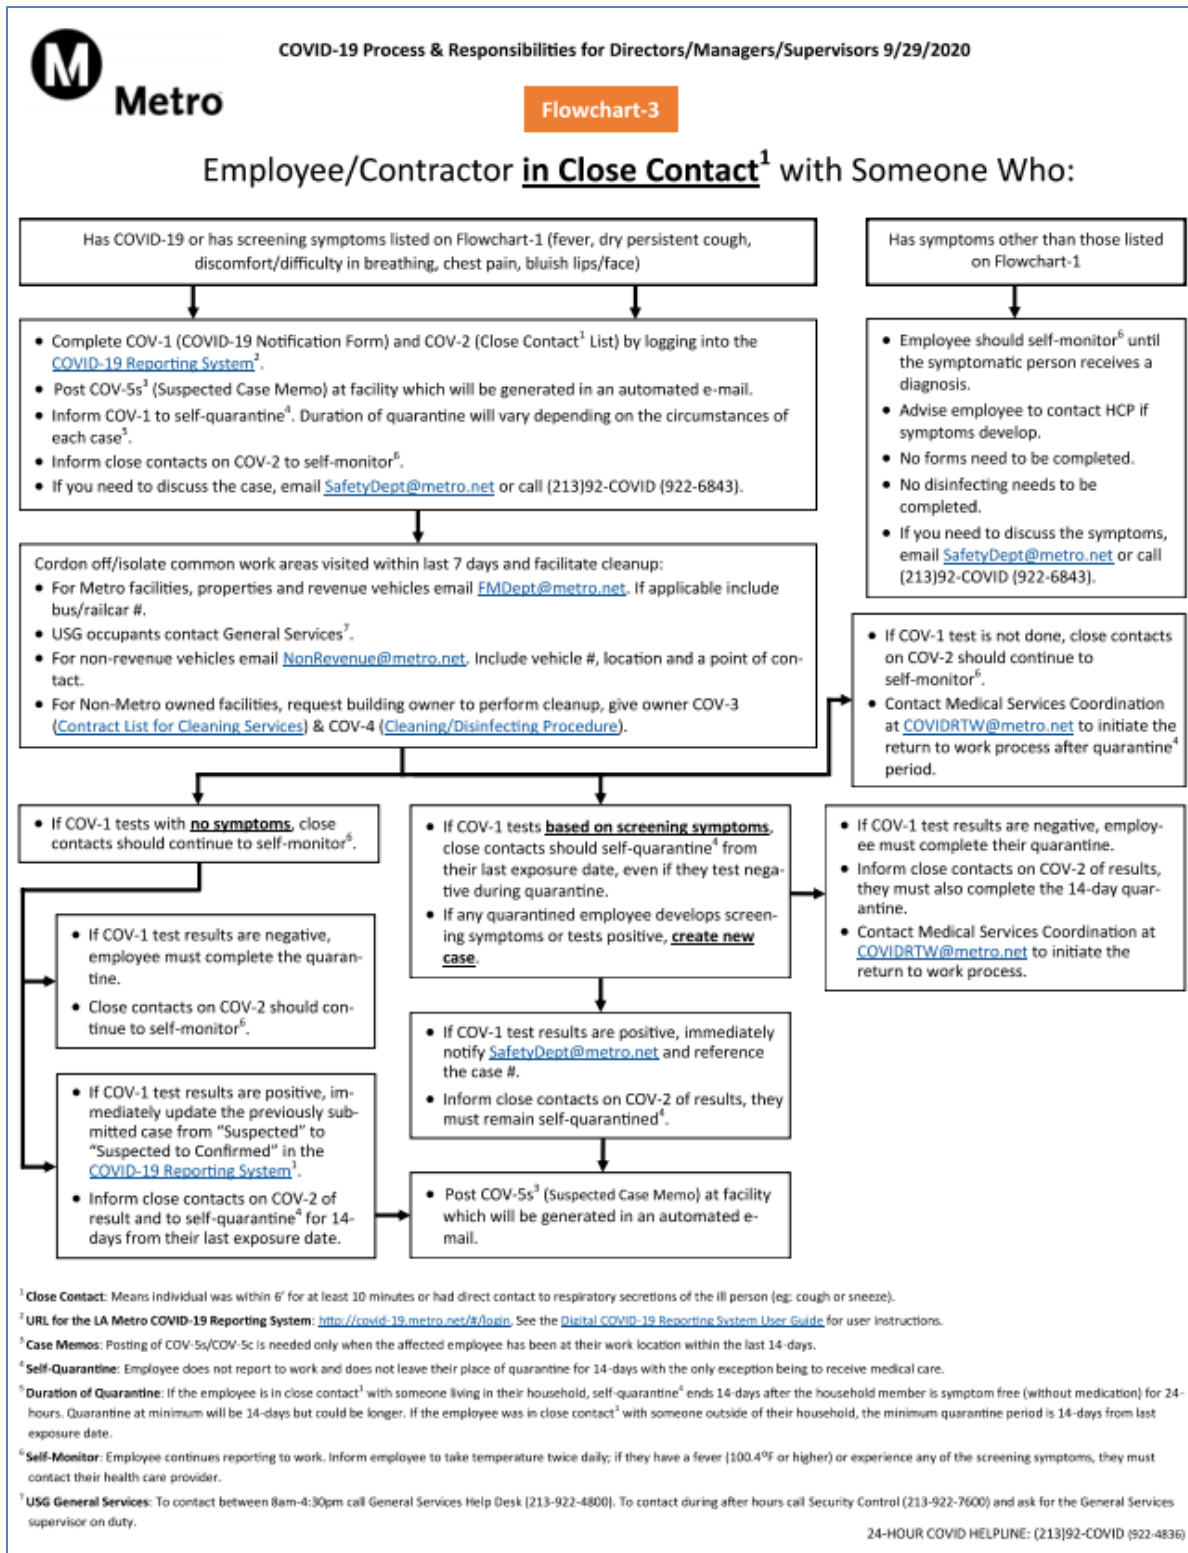 M
Metro
COVID-19 Process & Responsibilities for Directors/Managers/Supervisors 9/29/2020
Flowchart-3
Employee/Contractor in Close Contact1 with Someone Who:
Has COVID-19 or has screening symptoms listed on Flowchart-1 (fever, dry persistent cough,
discomfort/difficulty in breathing, chest pain, bluish lips/face)
Has symptoms other than those listed
on Flowchart-1
• Complete COV-1 (COVID-19 Notification Form) and COV-2 (Close Contact1 List) by logging into the
COVID-19 Reporting System2.
• Post COV-5s3 (Suspected Case Memo) at facility which will be generated in an automated e-mail.
• Inform COV-1 to self-quarantine4. Duration of quarantine will vary depending on the circumstances of
each case5.
• Inform close contacts on COV-2 to self-monitor6.
• If you need to discuss the case, email SafetyDept@metro.net or call (213)92-COVID (922-6843).
• Employee should self-monitor6 until
the symptomatic person receives a
diagnosis.
• Advise employee to contact HCP if
symptoms develop.
• No forms need to be completed.
• No disinfecting needs to be
completed.
• If you need to discuss the symptoms,
email SafetyDept@metro.net or call
(213)92-COVID (922-6843).
Cordon off/isolate common work areas visited within last 7 days and facilitate cleanup:
• For Metro facilities, properties and revenue vehicles email FMDept@metro.net. If applicable include
bus/railcar #.
• USG occupants contact General Services7.
• For non-revenue vehicles email NonRevenue@metro.net. Include vehicle #, location and a point of con-
tact.
• For Non-Metro owned facilities, request building owner to perform cleanup, give owner COV-3
(Contract List for Cleaning Services) & COV-4 (Cleaning/Disinfecting Procedure).
• If COV-1 test is not done, close contacts
on COV-2 should continue to
self-monitor6.
• Contact Medical Services Coordination
at COVIDRTW@metro.net to initiate the
return to work process after quarantine4
period.
• If COV-1 tests with no symptoms, close
contacts should continue to self-monitor6.
• If COV-1 tests based on screening symptoms,
close contacts should self-quarantine4 from
their last exposure date, even if they test nega-
tive during quarantine.
• If any quarantined employee develops screen-
ing symptoms or tests positive, create new
case.
• If COV-1 test results are negative, employ-
ee must complete their quarantine.
• Inform close contacts on COV-2 of results,
they must also complete the 14-day quar-
antine.
• Contact Medical Services Coordination at
COVIDRTW@metro.net to initiate the
return to work process.
• If COV-1 test results are negative,
employee must complete the quaran-
tine.
• Close contacts on COV-2 should con-
tinue to self-monitor6.
• If COV-1 test results are positive, immediately
notify SafetyDept@metro.net and reference
the case #.
• Inform close contacts on COV-2 of results, they
must remain self-quarantined4.
• If COV-1 test results are positive, im-
mediately update the previously sub-
mitted case from “Suspected” to
“Suspected to Confirmed” in the
COVID-19 Reporting System1.
• Inform close contacts on COV-2 of
result and to self-quarantine4 for 14-
days from their last exposure date.
• Post COV-5s3 (Suspected Case Memo) at facility
which will be generated in an automated e-
mail.
1 Close Contact: Means individual was within 6’ for at least 10 minutes or had direct contact to respiratory secretions of the ill person (eg: cough or sneeze).
2 URL for the LA Metro COVID-19 Reporting System: http://covid-19.metro.net/#/login. See the Digital COVID-19 Reporting System User Guide for user instructions.
3 Case Memos: Posting of COV-5s/COV-5c is needed only when the affected employee has been at their work location within the last 14-days.
4 Self-Quarantine: Employee does not report to work and does not leave their place of quarantine for 14-days with the only exception being to receive medical care.
5 Duration of Quarantine: If the employee is in close contact1 with someone living in their household, self-quarantine4 ends 14-days after the household member is symptom free (without medication) for 24-
hours. Quarantine at minimum will be 14-days but could be longer. If the employee was in close contact1 with someone outside of their household, the minimum quarantine period is 14-days from last
exposure date.
6 Self-Monitor: Employee continues reporting to work. Inform employee to take temperature twice daily; if they have a fever (100.4°F or higher) or experience any of the screening symptoms, they must
contact their health care provider.
7 USG General Services: To contact between 8am-4:30pm call General Services Help Desk (213-922-4800). To contact during after hours call Security Control (213-922-7600) and ask for the General Services
supervisor on duty.
24-HOUR COVID HELPLINE: (213)92-COVID (922-4836)